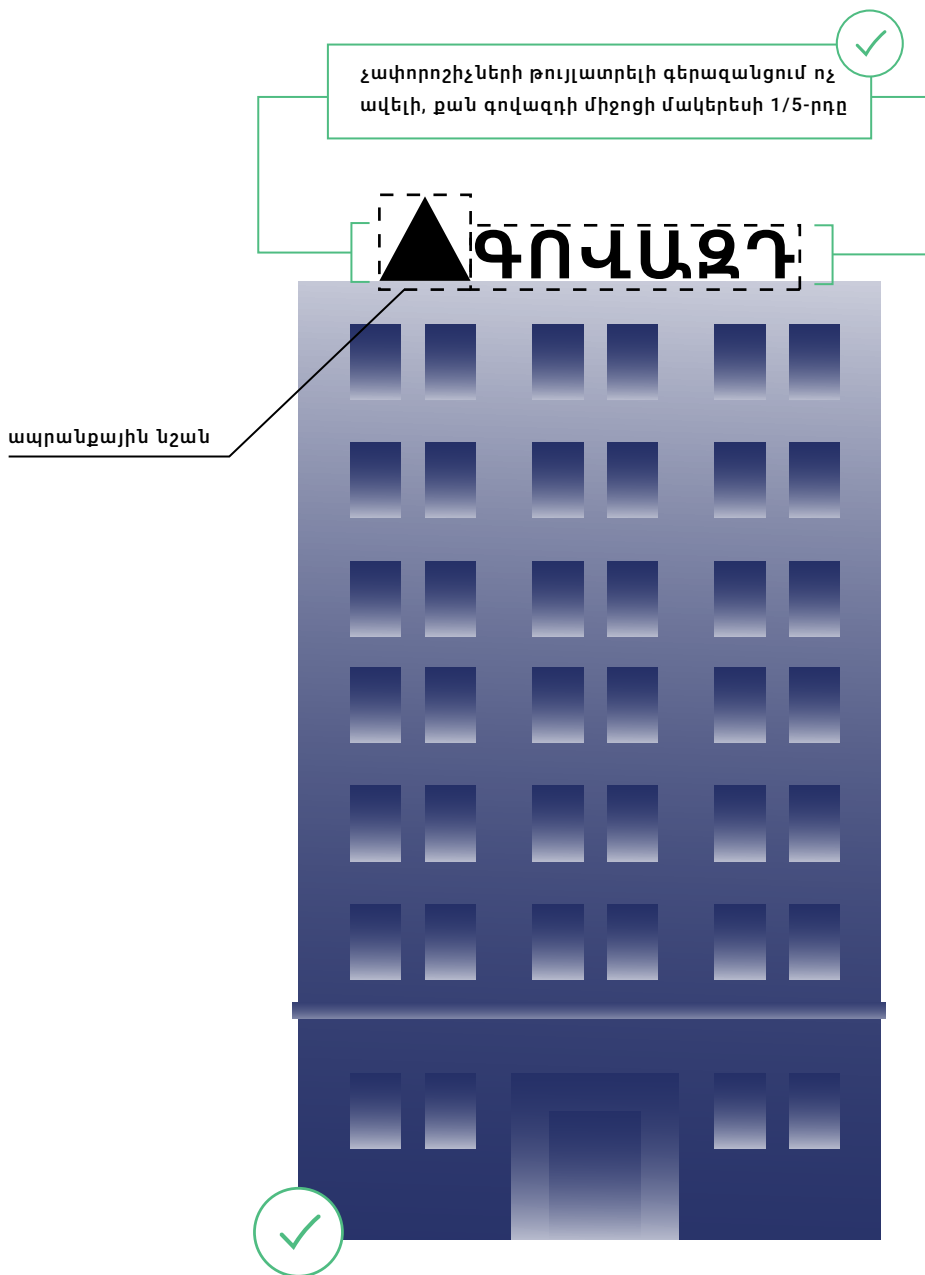 չափորոշիչների թույլատրելի գերազանցում ոչ
ավելի, քան գովազդի միջոցի մակերեսի 1/5-րդը
ԳՈՎԱԶԴ
ապրանքային նշան